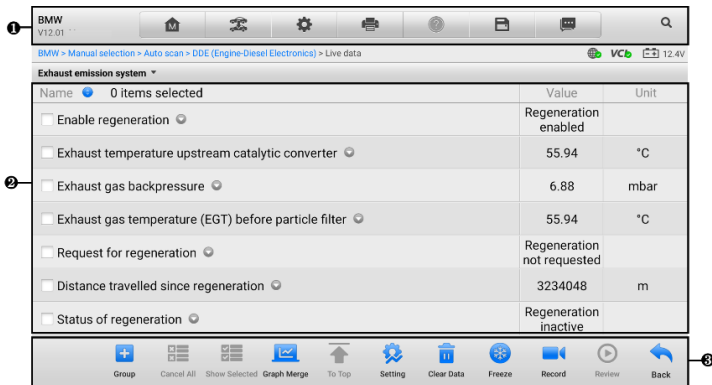 BMW
V12.01
❶
BMW > Manual selection > Auto scan > DDE (Engine-Diesel Electronics) > Live data
VCI 12.4V
Exhaust emission system
Name 0 items selected Value Unit
Enable regeneration Regeneration enabled
Exhaust temperature upstream catalytic converter 55.94 °C
❷
Exhaust gas backpressure 6.88 mbar
Exhaust gas temperature (EGT) before particle filter 55.94 °C
Request for regeneration Regeneration not requested
Distance travelled since regeneration 3234048 m
Status of regeneration Regeneration inactive
❸
Group Cancel All Show Selected Graph Merge To Top Setting Clear Data Freeze Record Review Back